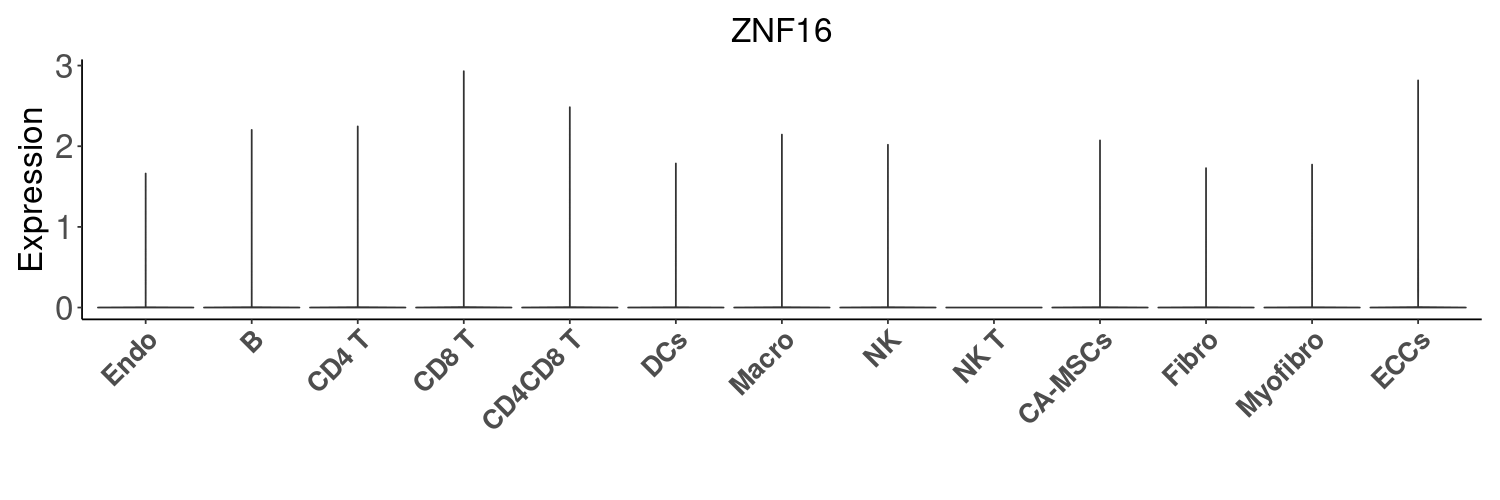 ZNF16
Expression
3
2
1
0
Endo
B
CD4 T
CD8 T
CD4CD8 T
DCs
Macro
NK
NK T
CA-MSCs
Fibro
Myofibro
ECCs